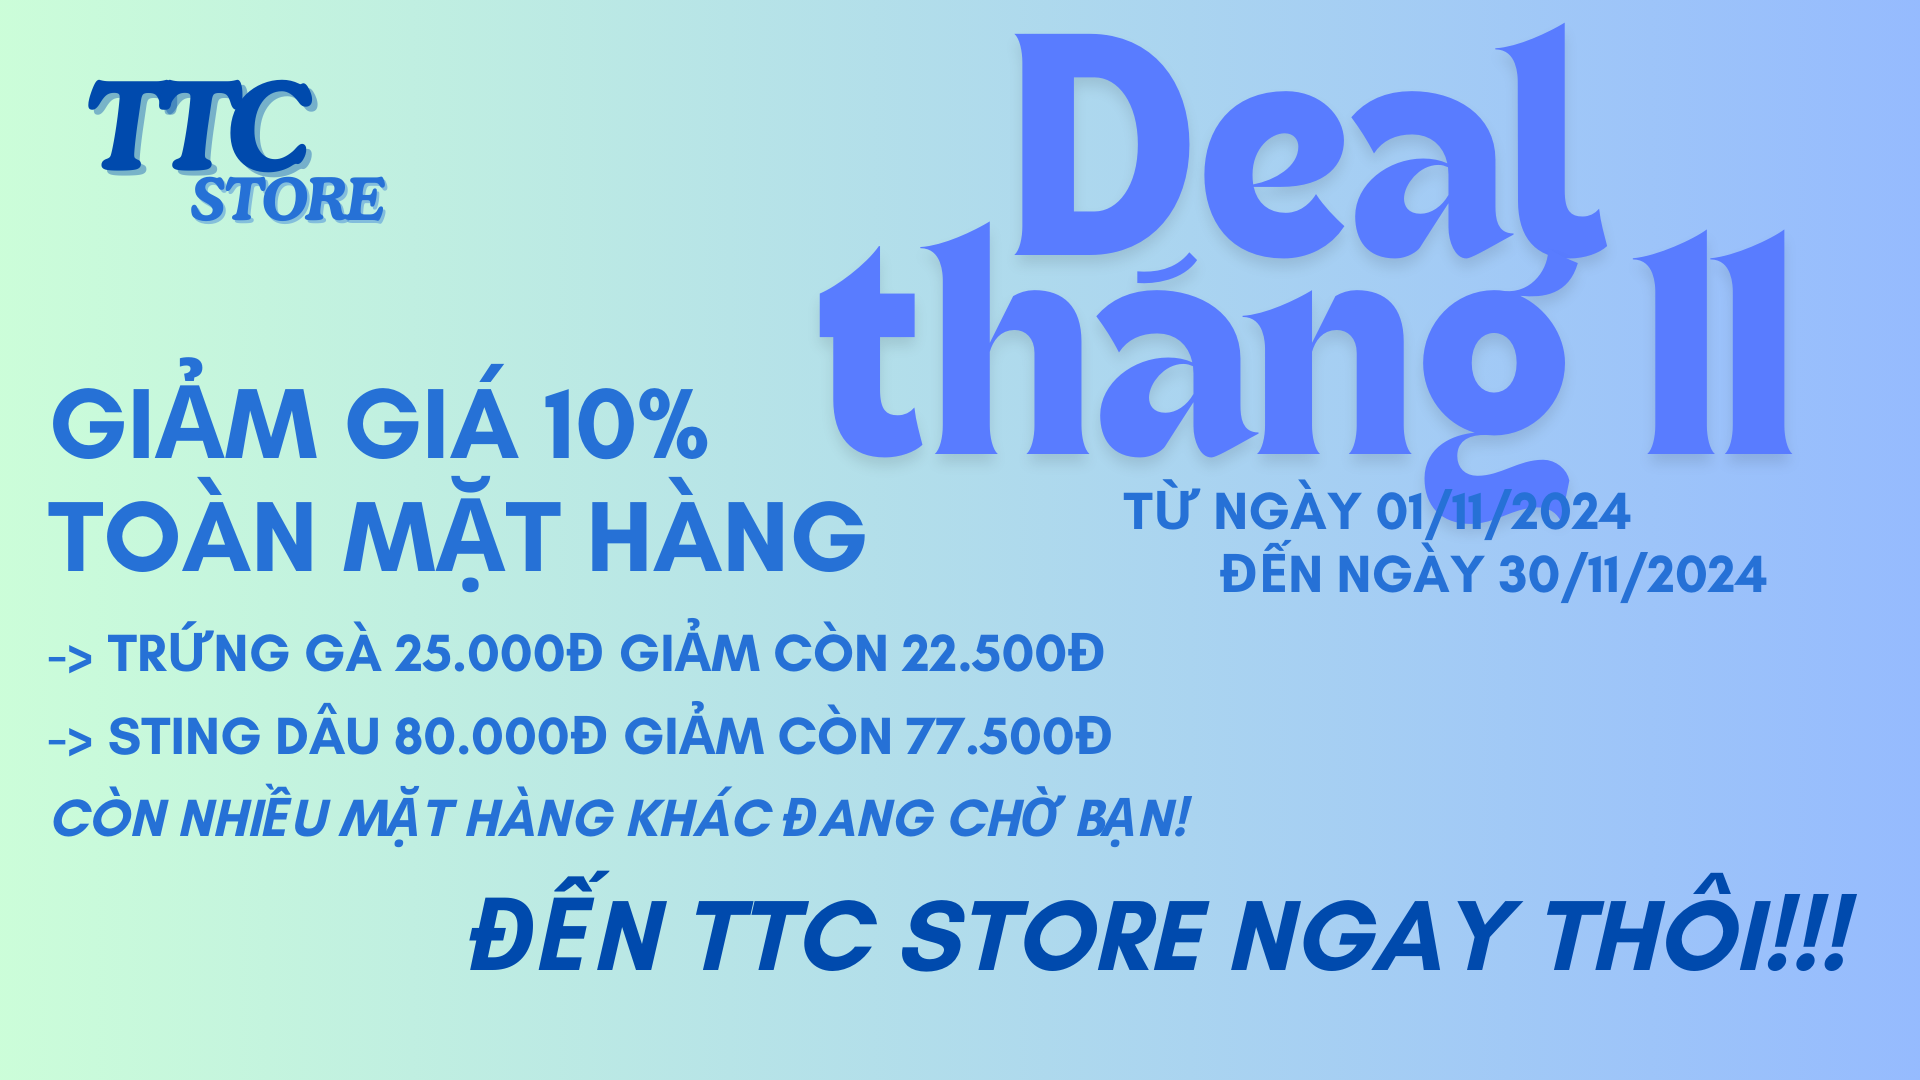 TTC
STORE
Deal
tháng 11
TỪ NGÀY 01/11/2024
ĐẾN NGÀY 30/11/2024
GIẢM GIÁ 10%
TOÀN MẶT HÀNG
-> TRỨNG GÀ 25.000Đ GIẢM CÒN 22.500Đ
-> STING DÂU 80.000Đ GIẢM CÒN 77.500Đ
CÒN NHIỀU MẶT HÀNG KHÁC ĐANG CHỜ BẠN!
ĐẾN TTC STORE NGAY THÔI!!!